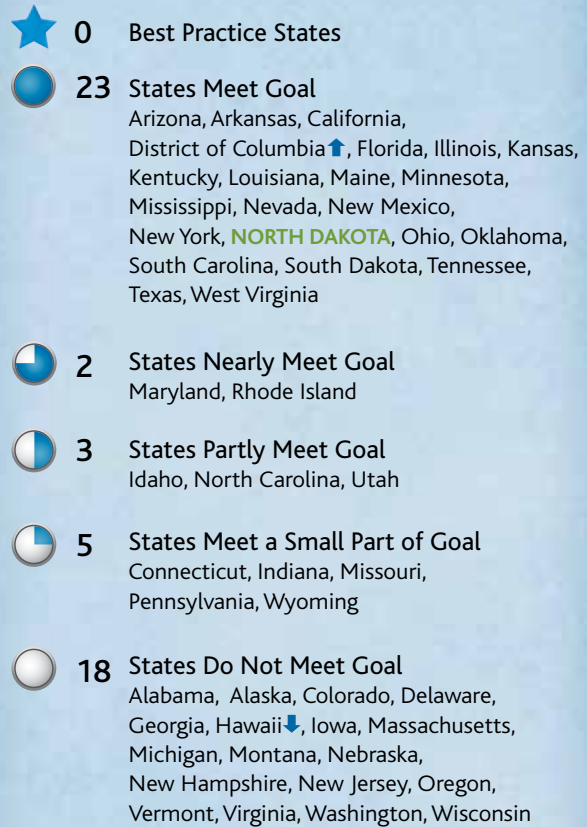 0 Best Practice States
23 States Meet Goal
Arizona, Arkansas, California,
District of Columbia⬆, Florida, Illinois, Kansas,
Kentucky, Louisiana, Maine, Minnesota,
Mississippi, Nevada, New Mexico,
New York, NORTH DAKOTA, Ohio, Oklahoma,
South Carolina, South Dakota, Tennessee,
Texas, West Virginia
2 States Nearly Meet Goal
Maryland, Rhode Island
3 States Partly Meet Goal
Idaho, North Carolina, Utah
5 States Meet a Small Part of Goal
Connecticut, Indiana, Missouri,
Pennsylvania, Wyoming
18 States Do Not Meet Goal
Alabama, Alaska, Colorado, Delaware,
Georgia, Hawaii⬇, Iowa, Massachusetts,
Michigan, Montana, Nebraska,
New Hampshire, New Jersey, Oregon,
Vermont, Virginia, Washington, Wisconsin